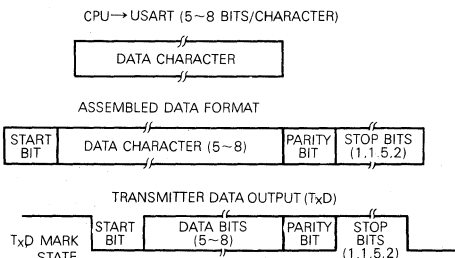 CPU→USART (5~8 BITS/CHARACTER)
DATA CHARACTER
ASSEMBLED DATA FORMAT
START BIT
DATA CHARACTER (5~8)
PARITY BIT
STOP BITS (1,1.5,2)
TRANSMITTER DATA OUTPUT (TxD)
TxD MARK STATE
START BIT
DATA BITS (5~8)
PARITY BIT
STOP BITS (1,1.5,2)